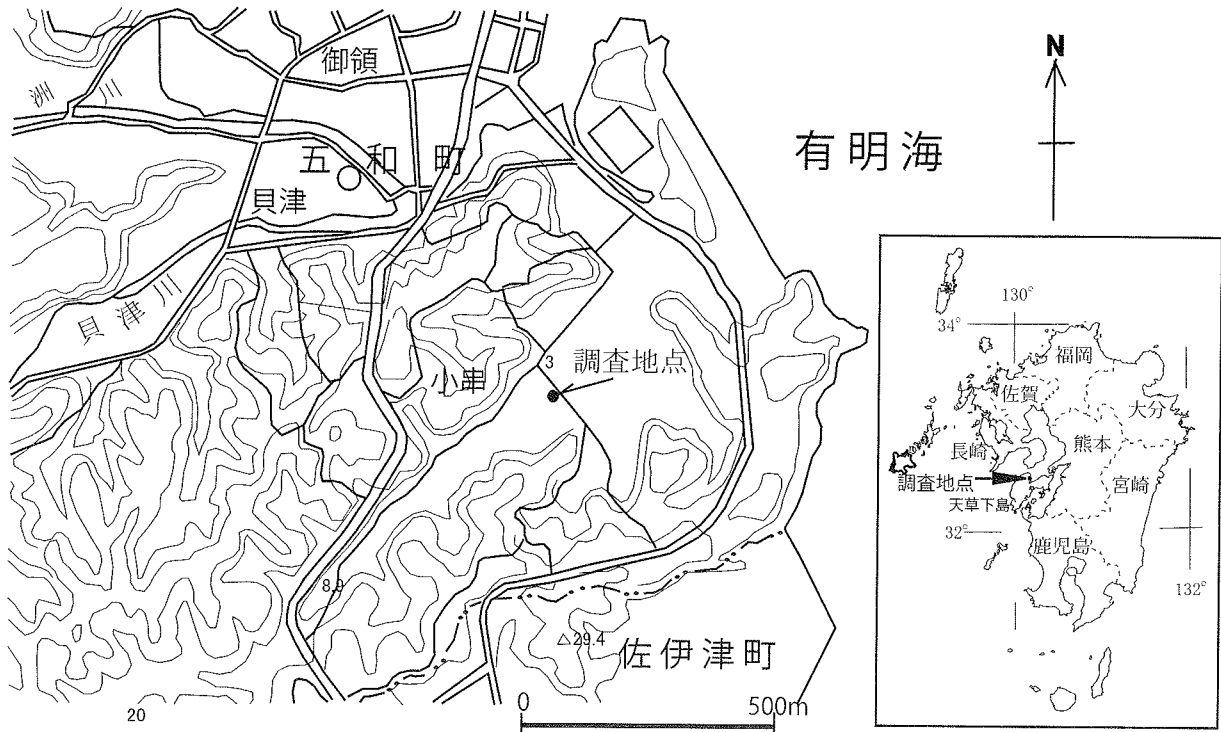 御領
洲川
五和町
貝津
貝津川
小串
3
調査地点
8.9
△29.4
佐伊津町
20
0 500m
有明海
N
130°
34°
福岡
佐賀
大分
長崎
熊本
調査地点
宮崎
天草下島
32°
鹿児島
132°